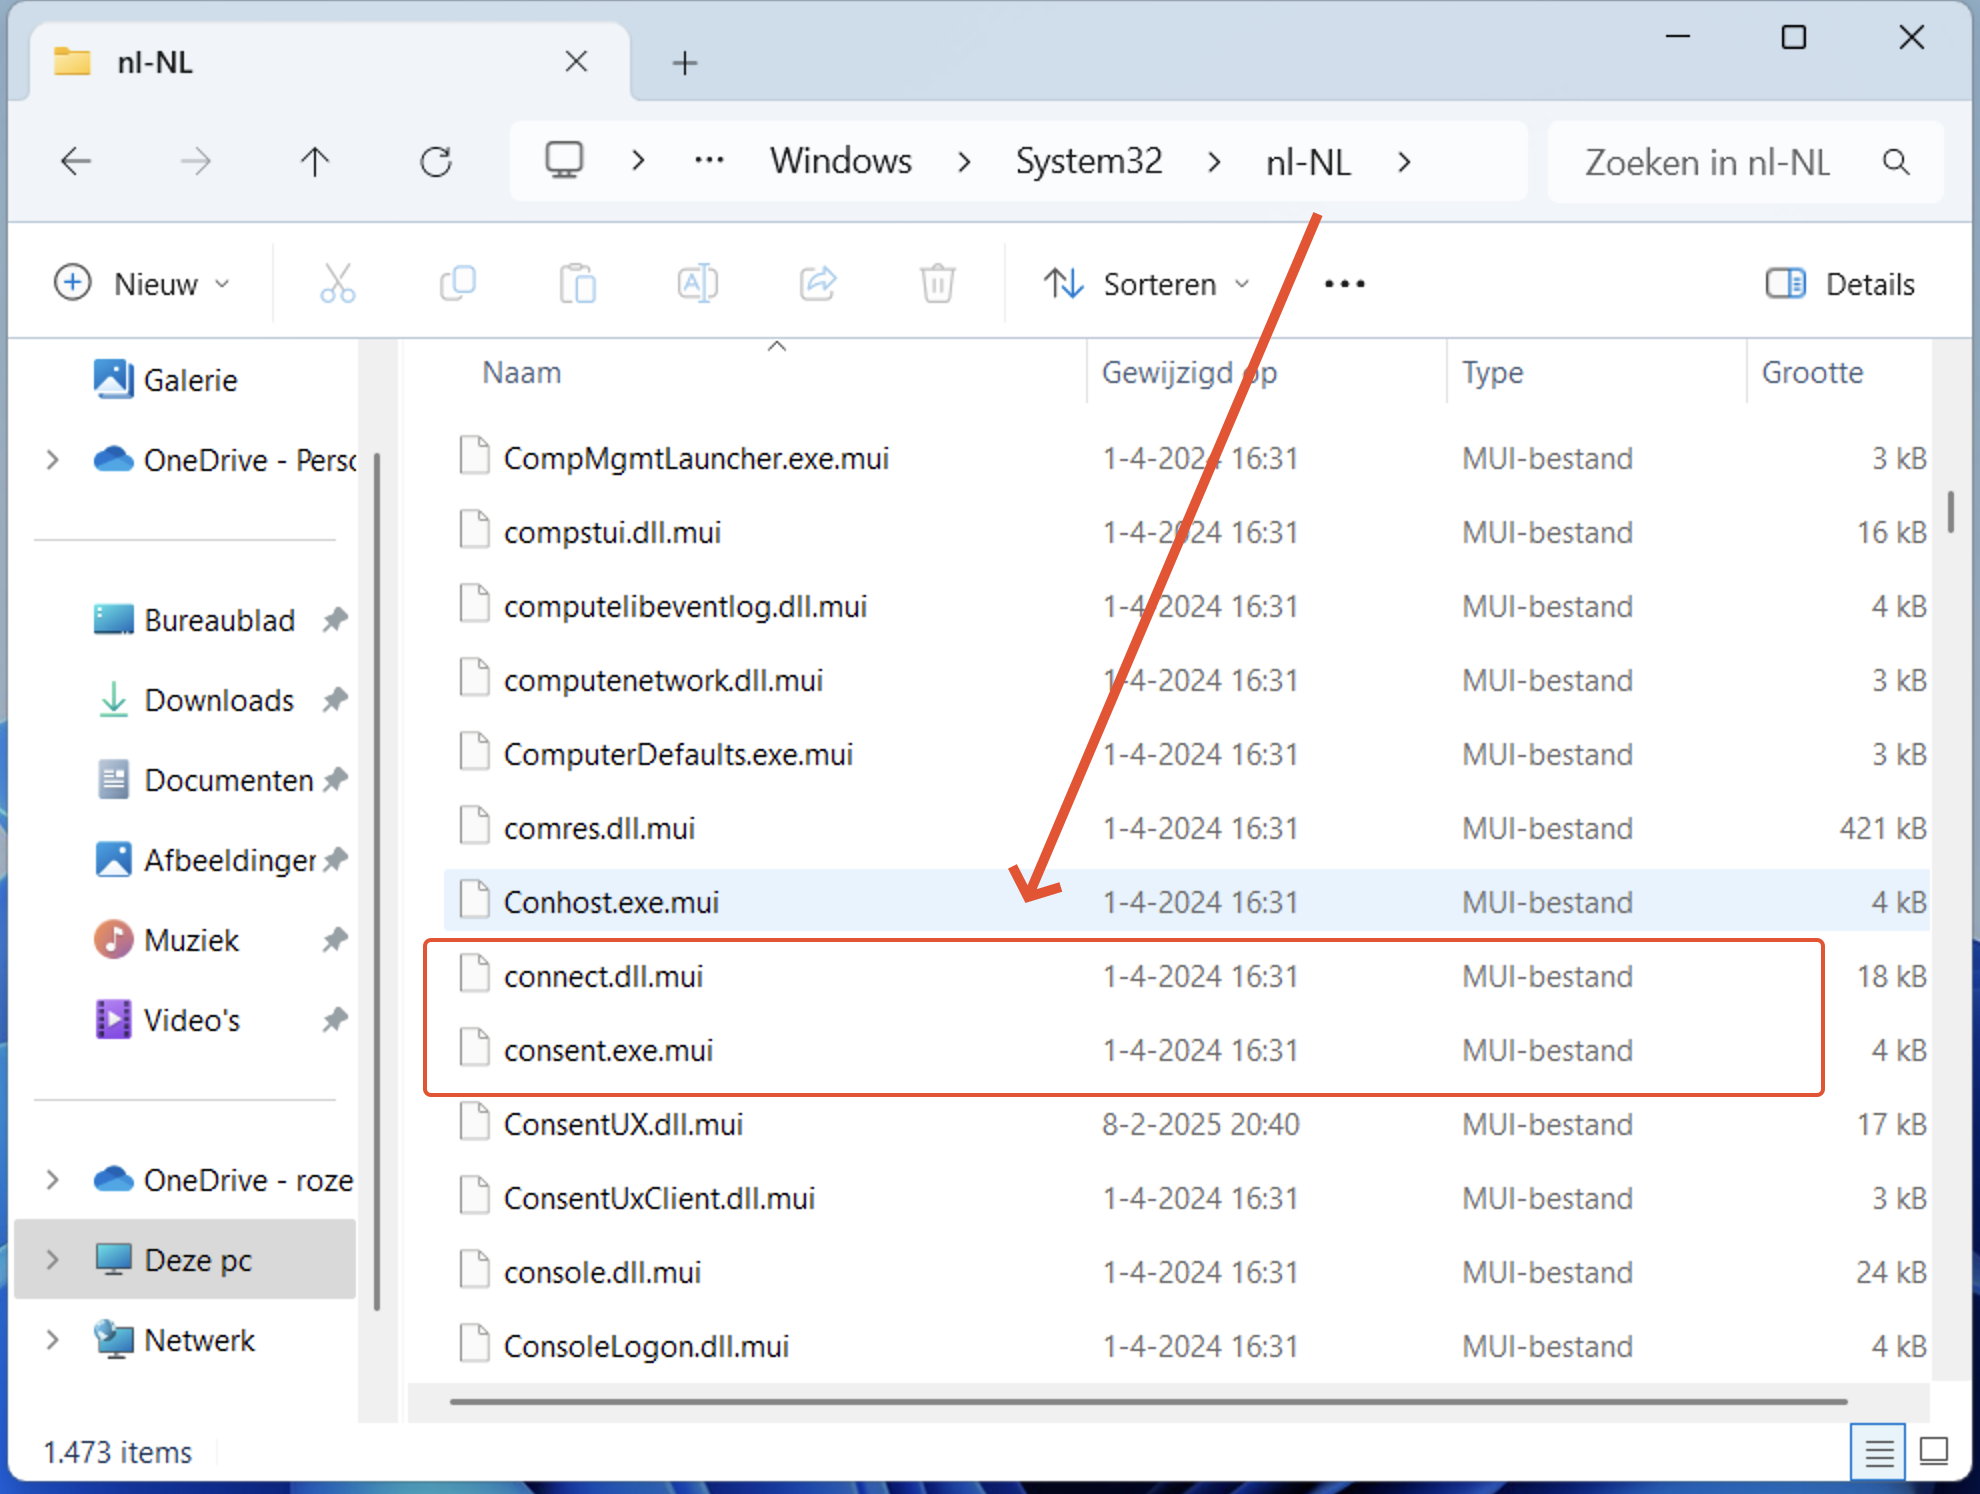 nl-NL
Windows
System32
nl-NL
Zoeken in nl-NL
Nieuw
Sorteren
Details
Naam
Gewijzigd op
Type
Grootte
Galerie
OneDrive - Perso
Bureaublad
Downloads
Documenten
Afbeeldingen
Muziek
Video's
OneDrive - roze
Deze pc
Netwerk
CompMgmtLauncher.exe.mui 1-4-2024 16:31 MUI-bestand 3 kB
compstui.dll.mui 1-4-2024 16:31 MUI-bestand 16 kB
computelibeventlog.dll.mui 1-4-2024 16:31 MUI-bestand 4 kB
computenetwork.dll.mui 1-4-2024 16:31 MUI-bestand 3 kB
ComputerDefaults.exe.mui 1-4-2024 16:31 MUI-bestand 3 kB
comres.dll.mui 1-4-2024 16:31 MUI-bestand 421 kB
Conhost.exe.mui 1-4-2024 16:31 MUI-bestand 4 kB
connect.dll.mui 1-4-2024 16:31 MUI-bestand 18 kB
consent.exe.mui 1-4-2024 16:31 MUI-bestand 4 kB
ConsentUX.dll.mui 8-2-2025 20:40 MUI-bestand 17 kB
ConsentUxClient.dll.mui 1-4-2024 16:31 MUI-bestand 3 kB
console.dll.mui 1-4-2024 16:31 MUI-bestand 24 kB
ConsoleLogon.dll.mui 1-4-2024 16:31 MUI-bestand 4 kB
1.473 items